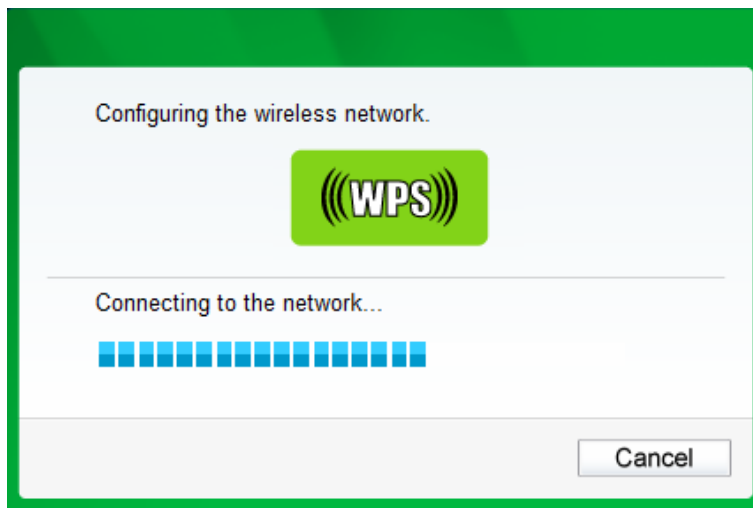 Configuring the wireless network.
(((WPS)))
Connecting to the network...
Cancel